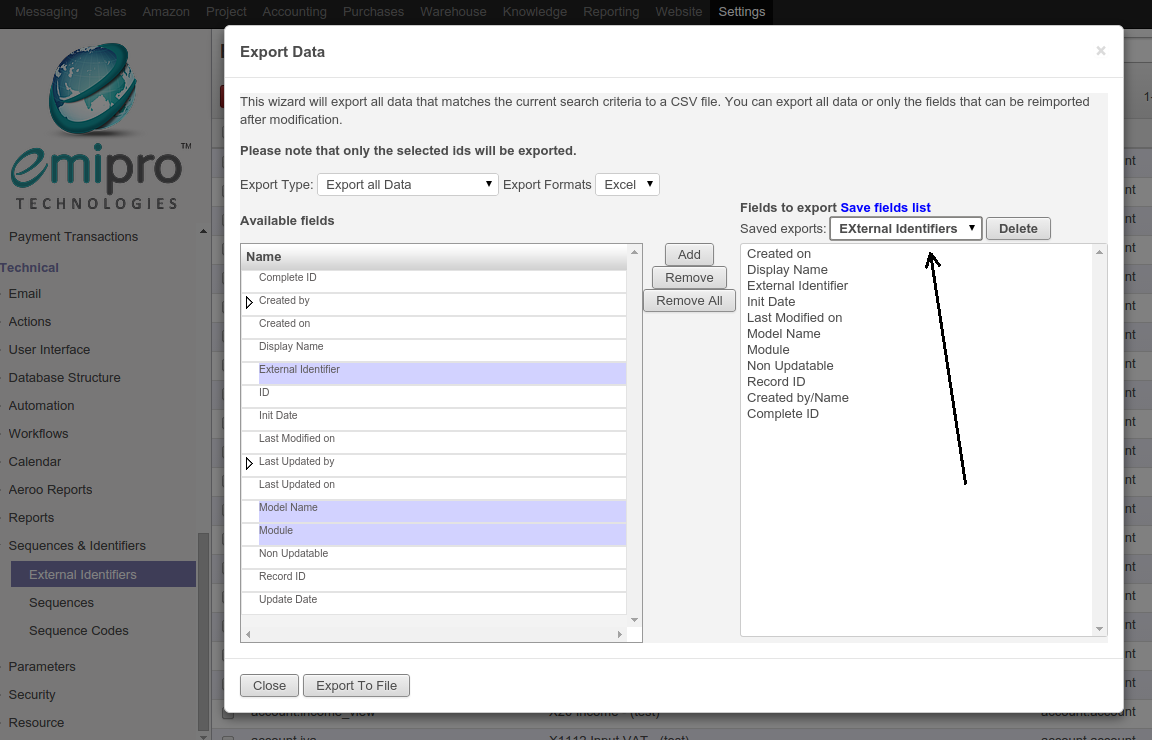 Messaging Sales Amazon Project Accounting Purchases Warehouse Knowledge Reporting Website Settings
emipro™
TECHNOLOGIES
Payment Transactions
Technical
Email
Actions
User Interface
Database Structure
Automation
Workflows
Calendar
Aeroo Reports
Reports
Sequences & Identifiers
External Identifiers
Sequences
Sequence Codes
Parameters
Security
Resource
Export Data
×
This wizard will export all data that matches the current search criteria to a CSV file. You can export all data or only the fields that can be reimported
after modification.
Please note that only the selected ids will be exported.
Export Type: Export all Data Export Formats Excel
Available fields
Name
Complete ID
Created by
Created on
Display Name
External Identifier
ID
Init Date
Last Modified on
Last Updated by
Last Updated on
Model Name
Module
Non Updatable
Record ID
Update Date
Add
Remove
Remove All
Fields to export Save fields list
Saved exports: EXternal Identifiers Delete
Created on
Display Name
External Identifier
Init Date
Last Modified on
Model Name
Module
Non Updatable
Record ID
Created by/Name
Complete ID
Close Export To File
account.income_view X20 Income - (test) account.account